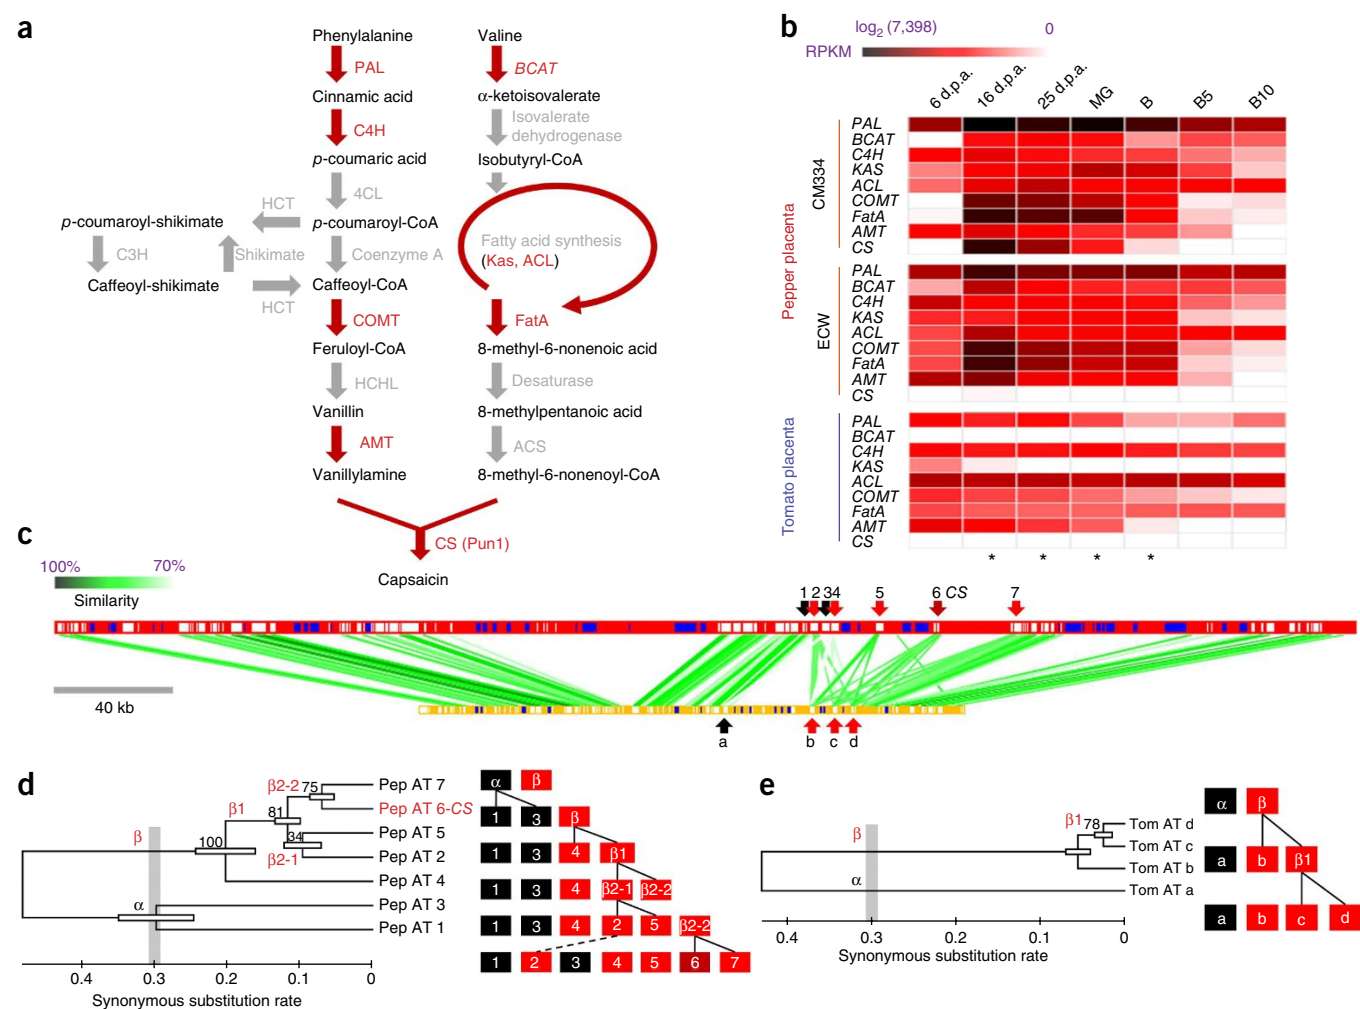 a
Phenylalanine
Valine
PAL
BCAT
Cinnamic acid
α-ketoisovalerate
C4H
Isovalerate
dehydrogenase
p-coumaric acid
Isobutyryl-CoA
4CL
HCT
p-coumaroyl-shikimate
p-coumaroyl-CoA
C3H
Shikimate
Coenzyme A
Fatty acid synthesis
(Kas, ACL)
Caffeoyl-shikimate
Caffeoyl-CoA
HCT
COMT
FatA
Feruloyl-CoA
8-methyl-6-nonenoic acid
HCHL
Desaturase
Vanillin
8-methylpentanoic acid
AMT
ACS
Vanillylamine
8-methyl-6-nonenoyl-CoA
CS (Pun1)
Capsaicin
b
log2 (7,398) 0
RPKM
6 d.p.a. 16 d.p.a. 25 d.p.a. MG B B5 B10
Pepper placenta
CM334
PAL
BCAT
C4H
KAS
ACL
COMT
FatA
AMT
CS
ECW
PAL
BCAT
C4H
KAS
ACL
COMT
FatA
AMT
CS
Tomato placenta
PAL
BCAT
C4H
KAS
ACL
COMT
FatA
AMT
CS
* * * *
c
100% 70%
Similarity
1 2 3 4 5 6 CS 7
40 kb
a b c d
d
β2-2 75 Pep AT 7
β1 81 Pep AT 6-CS
β 100 34 Pep AT 5
β2-1 Pep AT 2
Pep AT 4
α Pep AT 3
Pep AT 1
0.4 0.3 0.2 0.1 0
Synonymous substitution rate
α β
1 3 β
1 3 4 β1
1 3 4 β2-1 β2-2
1 3 4 2 5 β2-2
1 2 3 4 5 6 7
e
β1 78 Tom AT d
β Tom AT c
Tom AT b
α Tom AT a
0.4 0.3 0.2 0.1 0
Synonymous substitution rate
α β
a b β1
a b c d